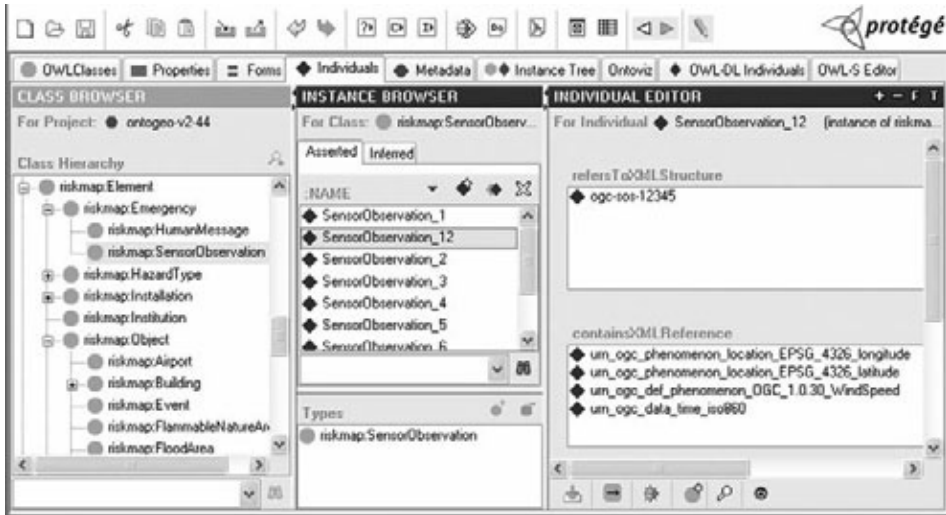 protégé
OWLClasses Properties Forms Individuals Metadata Instance Tree Ontoviz OWL-DL Individuals OWL-S Editor
CLASS BROWSER
For Project: ontogeo-v2-44
Class Hierarchy
riskmap:Element
riskmap:Emergency
riskmap:HumanMessage
riskmap:SensorObservation
riskmap:HazardType
riskmap:Installation
riskmap:Institution
riskmap:Object
riskmap:Airport
riskmap:Building
riskmap:Event
riskmap:FlammableNatureAr
riskmap:FloodArea
INSTANCE BROWSER
For Class: riskmap:SensorObserv...
Asserted Inferred
:NAME
SensorObservation_1
SensorObservation_12
SensorObservation_2
SensorObservation_3
SensorObservation_4
SensorObservation_5
SensorObservation_6
Types
riskmap:SensorObservation
INDIVIDUAL EDITOR + − F T
For Individual SensorObservation_12 (instance of riskma...
refersToXMLStructure
ogc-sos-12345
containsXMLReference
urn_ogc_phenomenon_location_EPSG_4326_longitude
urn_ogc_phenomenon_location_EPSG_4326_latitude
urn_ogc_def_phenomenon_OGC_1.0.30_WindSpeed
urn_ogc_data_time_iso860